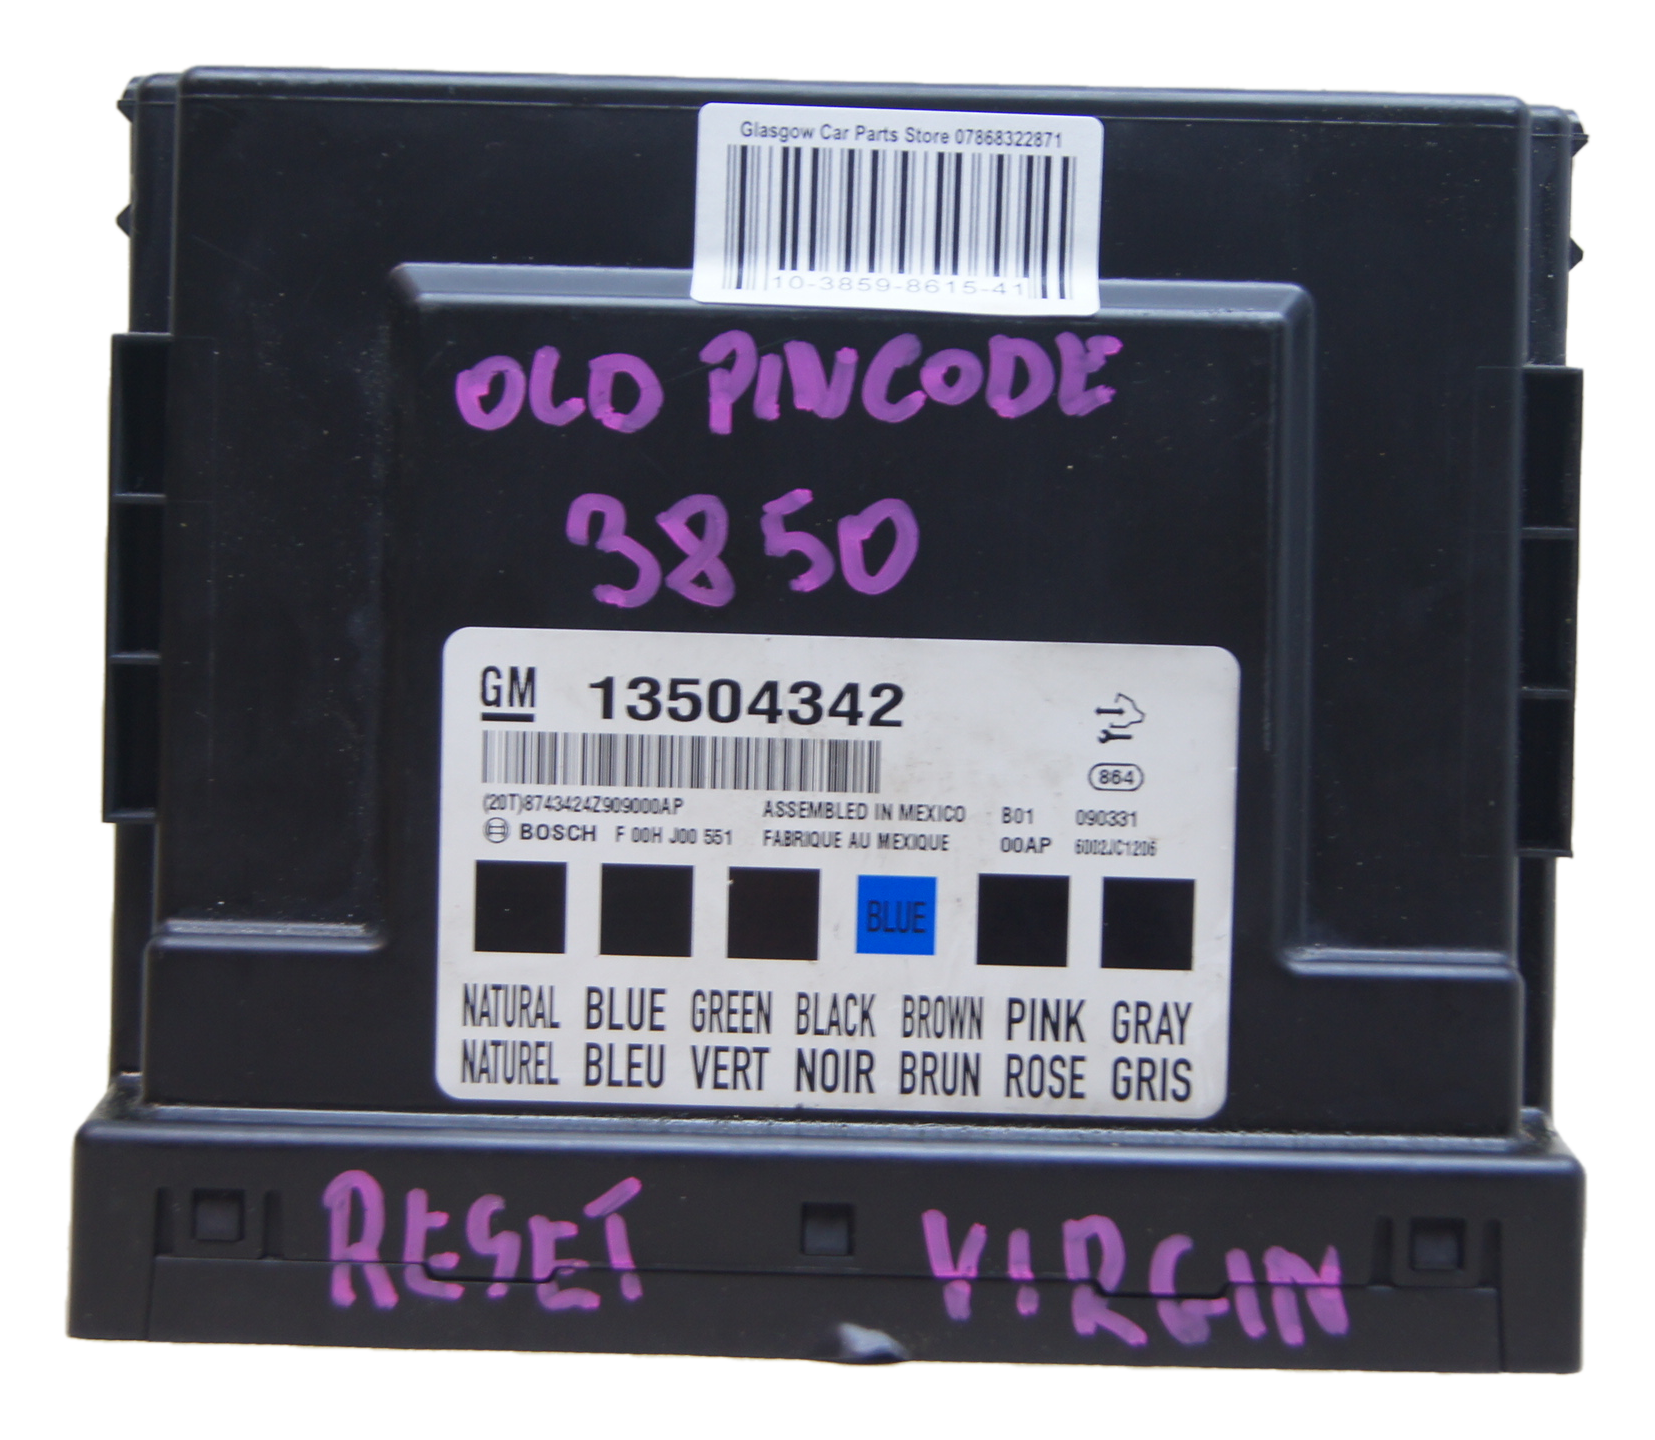 Glasgow Car Parts Store 07868322871
10-3859-8615-41
OLD PINCODE
3850
GM 13504342
864
(20T)8743424Z909000AP ASSEMBLED IN MEXICO B01 090331
BOSCH F 00H J00 551 FABRIQUE AU MEXIQUE 00AP 6002JC1206
BLUE
NATURAL BLUE GREEN BLACK BROWN PINK GRAY
NATUREL BLEU VERT NOIR BRUN ROSE GRIS
RESET VIRGIN